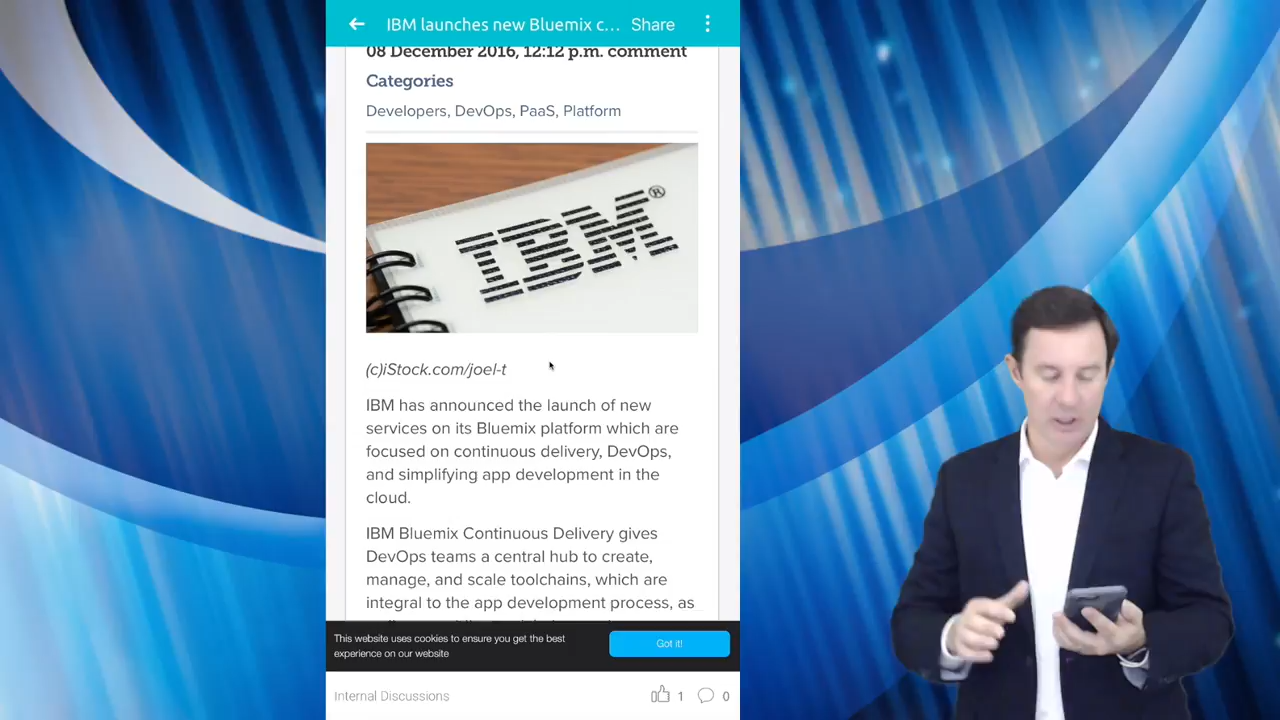 IBM launches new Bluemix c... Share
08 December 2016, 12:12 p.m. comment
Categories
Developers, DevOps, PaaS, Platform
IBM®
(c)iStock.com/joel-t
IBM has announced the launch of new
services on its Bluemix platform which are
focused on continuous delivery, DevOps,
and simplifying app development in the
cloud.
IBM Bluemix Continuous Delivery gives
DevOps teams a central hub to create,
manage, and scale toolchains, which are
integral to the app development process, as
This website uses cookies to ensure you get the best
experience on our website
Got it!
Internal Discussions
1
0